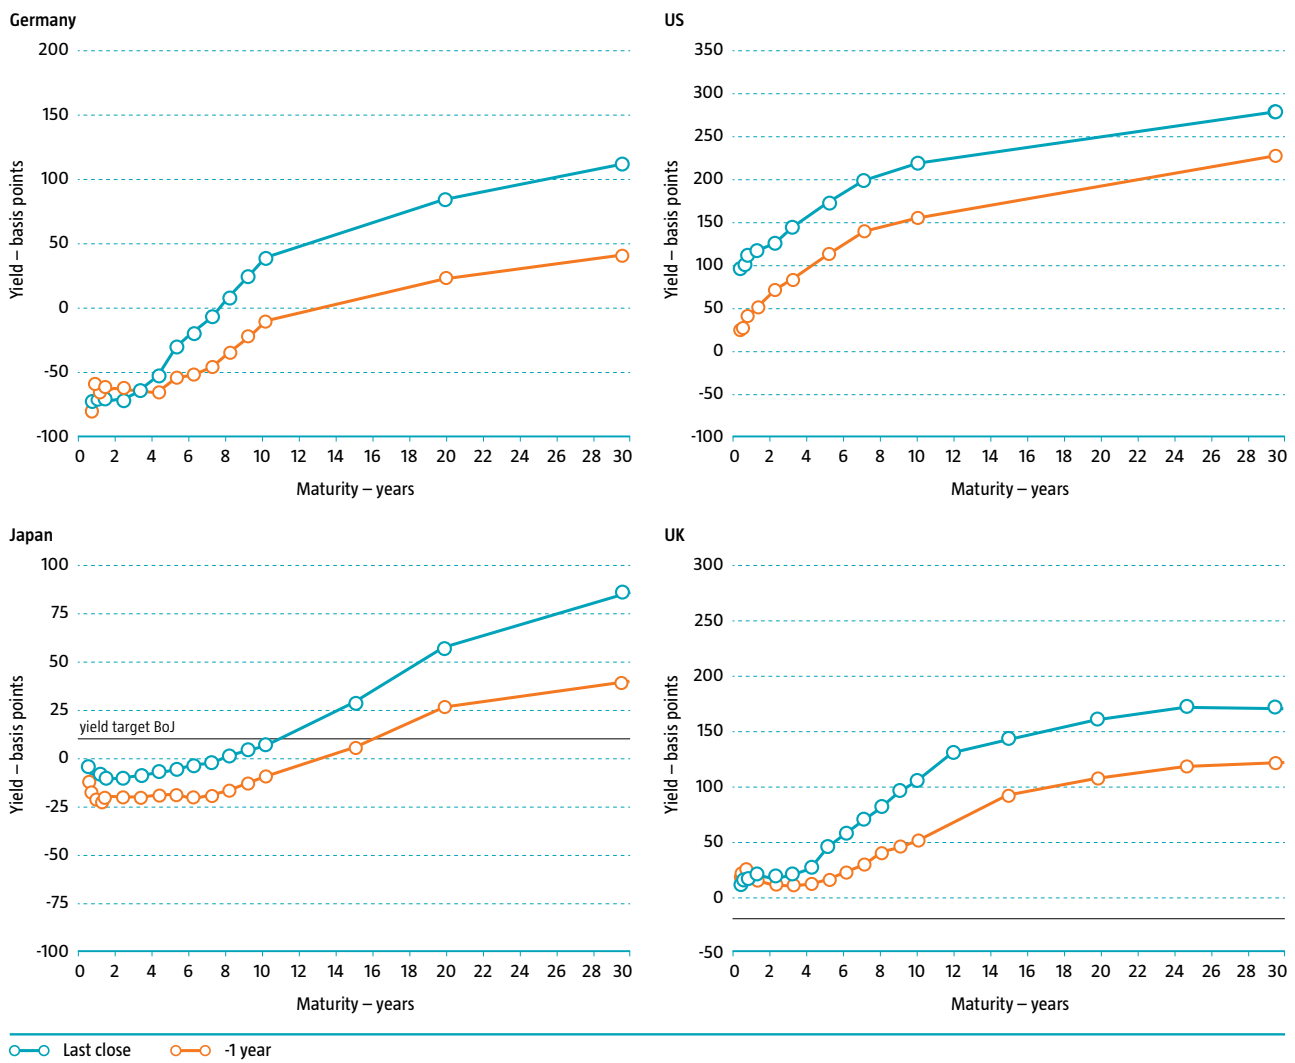 Germany
200
150
100
50
0
-50
-100
Yield – basis points
0 2 4 6 8 10 12 14 16 18 20 22 24 26 28 30
Maturity – years
US
350
300
250
200
150
100
50
0
-50
-100
Yield – basis points
0 2 4 6 8 10 12 14 16 18 20 22 24 26 28 30
Maturity – years
Japan
100
75
50
25
yield target BoJ
0
-25
-50
-75
-100
Yield – basis points
0 2 4 6 8 10 12 14 16 18 20 22 24 26 28 30
Maturity – years
UK
300
250
200
150
100
50
0
-50
Yield – basis points
0 2 4 6 8 10 12 14 16 18 20 22 24 26 28 30
Maturity – years
Last close -1 year